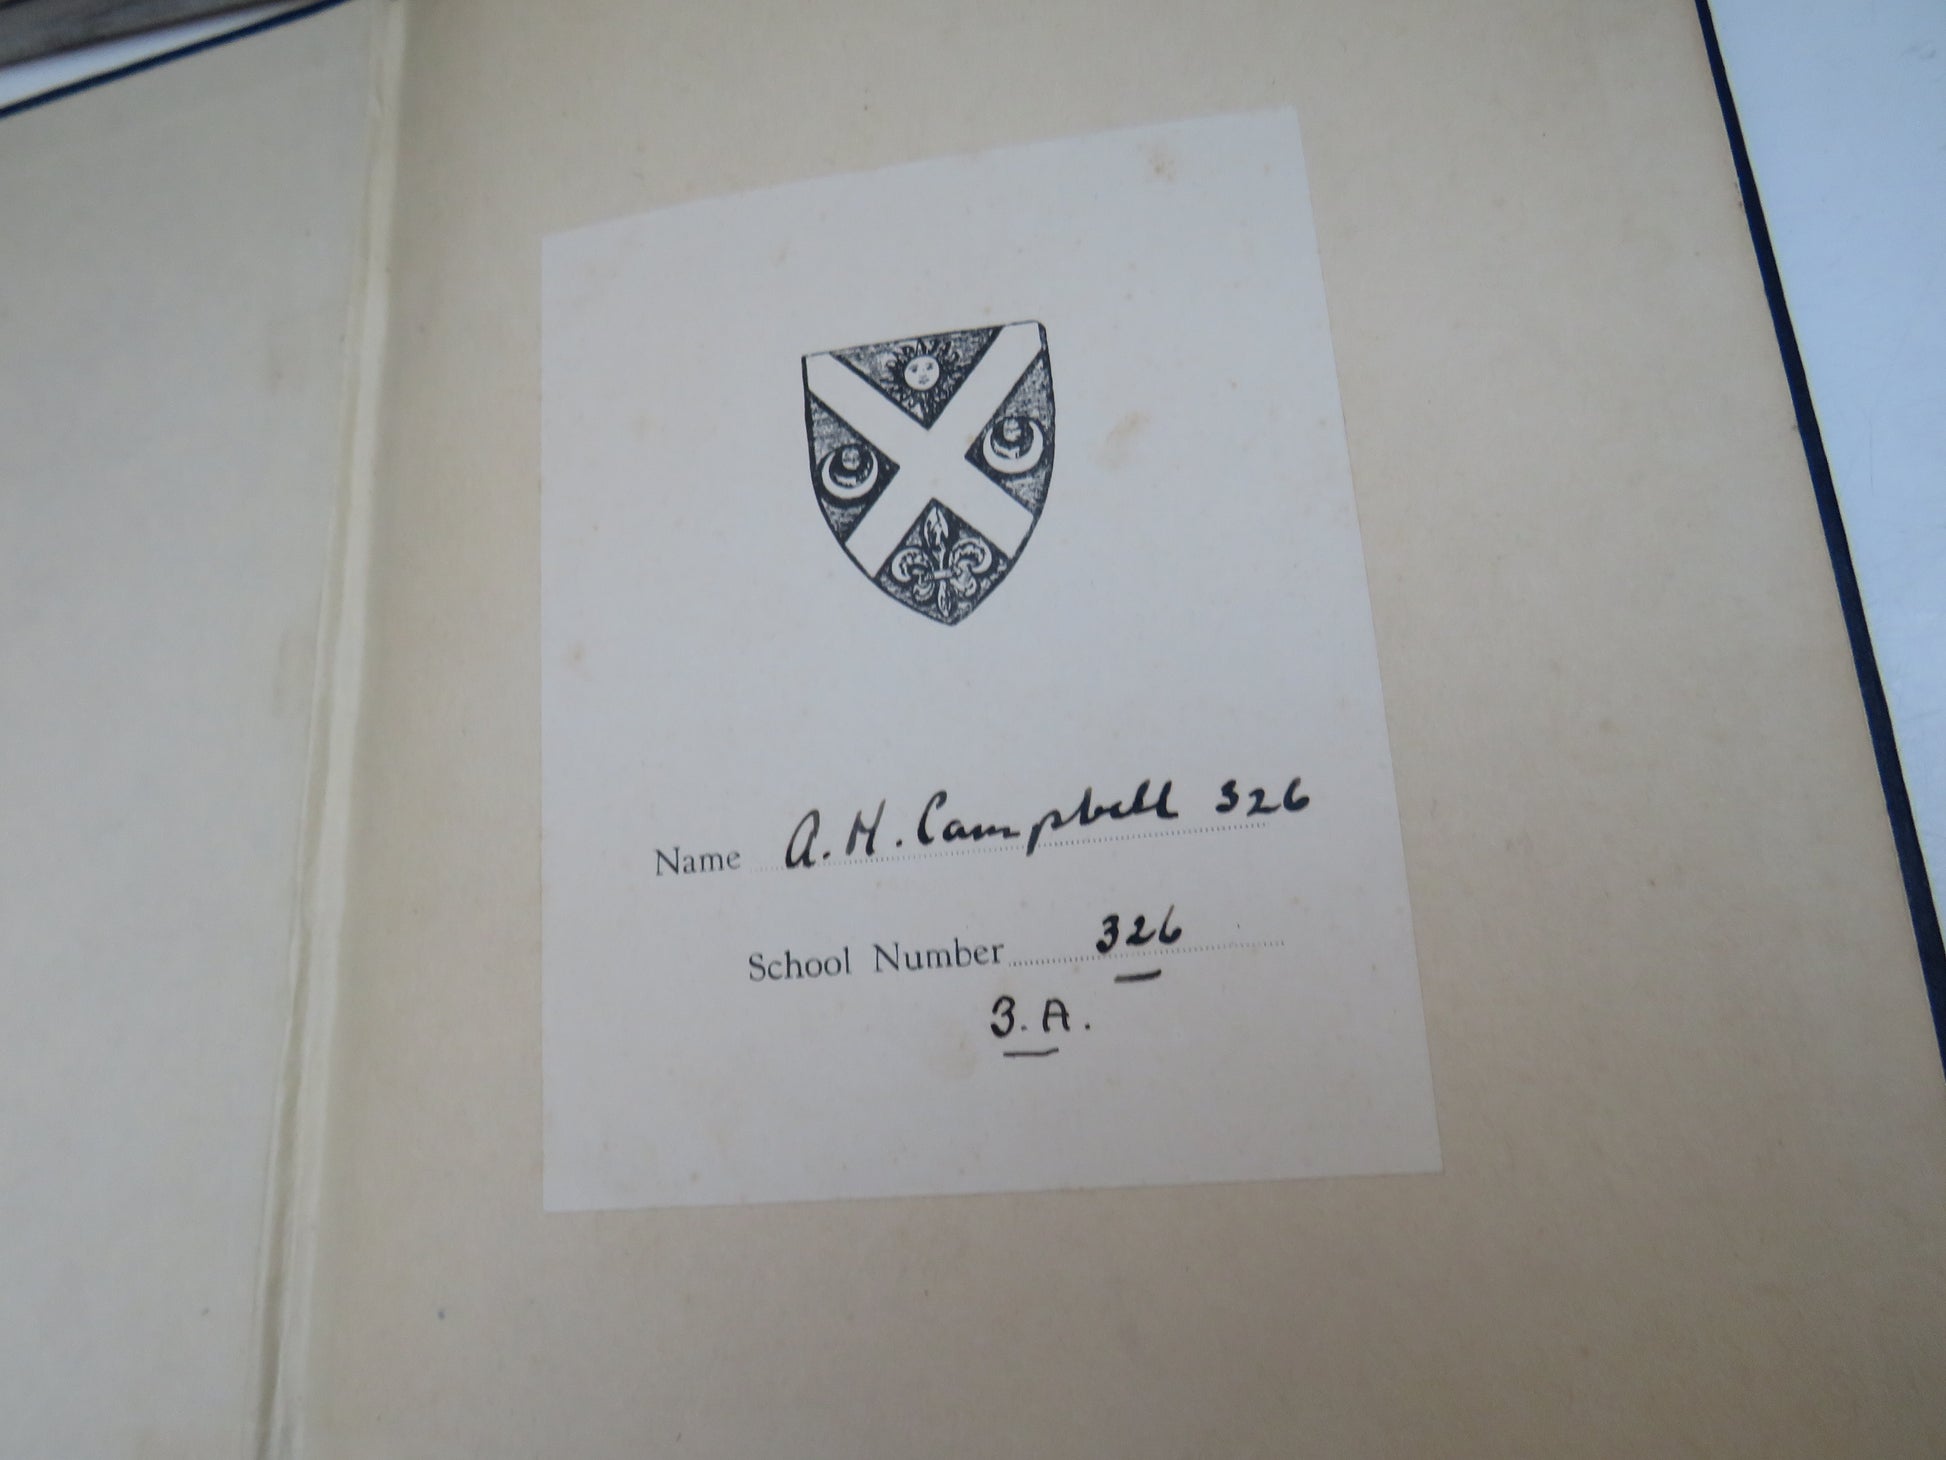 Name A. H. Campbell 326
School Number 326
3. A.